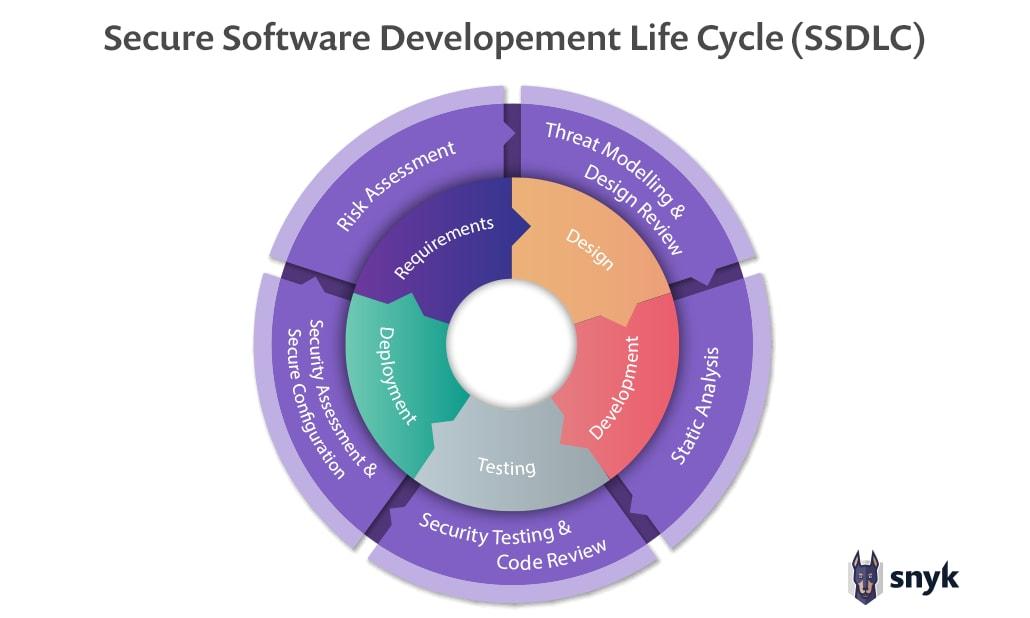 Secure Software Developement Life Cycle (SSDLC)
Risk Assessment
Threat Modelling &
Design Review
Requirements
Design
Security Assessment &
Secure Configuration
Deployment
Development
Static Analysis
Testing
Security Testing &
Code Review
snyk